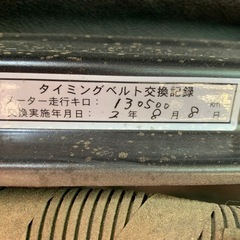 タイミングベルト交換記録
メーター走行キロ： 130500 Km
交換実施年月日： 2 年 8 月 8 日